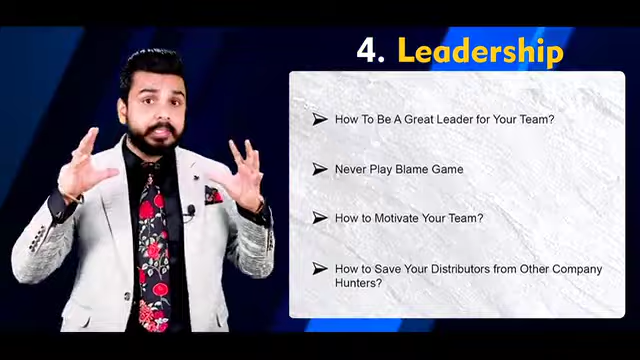 4. Leadership
How To Be A Great Leader for Your Team?
Never Play Blame Game
How to Motivate Your Team?
How to Save Your Distributors from Other Company
Hunters?